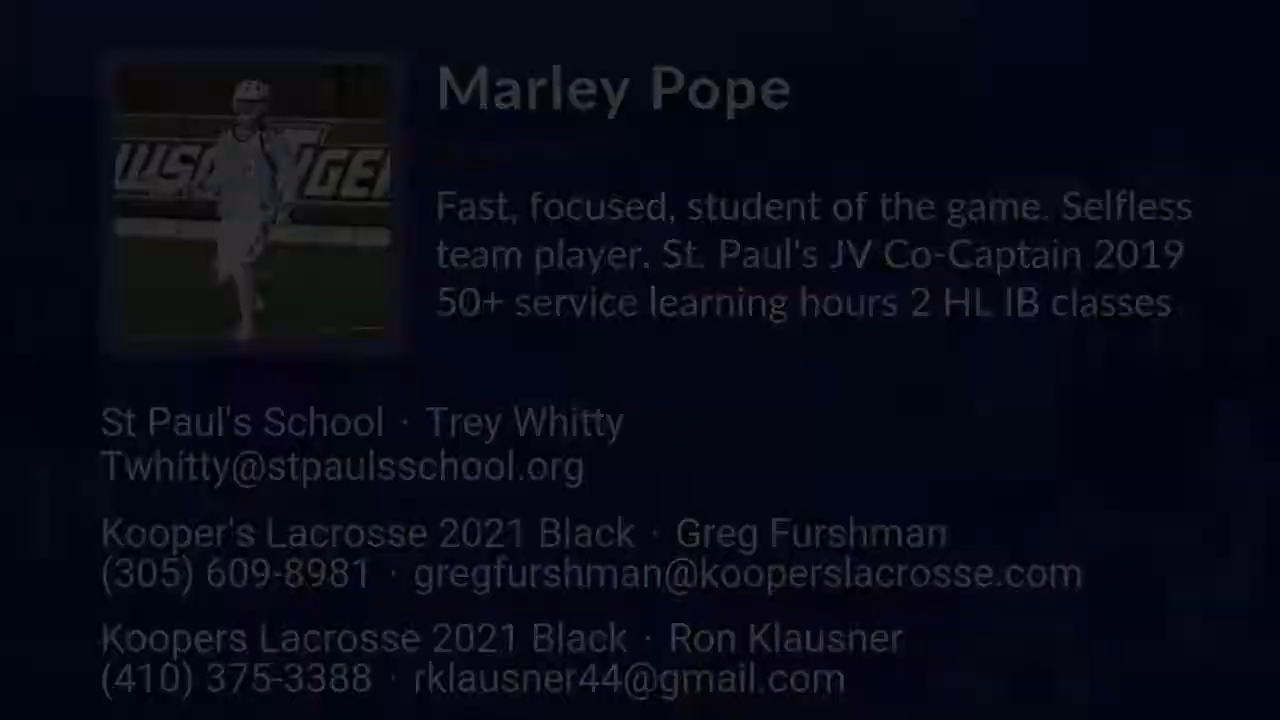 Marley Pope
Fast, focused, student of the game. Selfless
team player. St. Paul's JV Co-Captain 2019
50+ service learning hours 2 HL IB classes
St Paul's School · Trey Whitty
Twhitty@stpaulsschool.org
Kooper's Lacrosse 2021 Black · Greg Furshman
(305) 609-8981 · gregfurshman@kooperslacrosse.com
Koopers Lacrosse 2021 Black · Ron Klausner
(410) 375-3388 · rklausner44@gmail.com